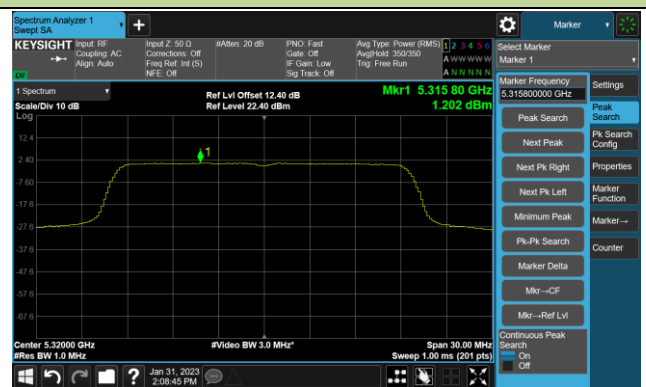 Spectrum Analyzer 1
Swept SA
+
Marker
KEYSIGHT
Input: RF
Coupling: AC
Align: Auto
Input Z: 50 Ω
Corrections: Off
Freq Ref: Int (S)
NFE: Off
#Atten: 20 dB
PNO: Fast
Gate: Off
IF Gain: Low
Sig Track: Off
Avg Type: Power (RMS)
Avg|Hold: 350/350
Trig: Free Run
1 2 3 4 5 6
A W W W W W
A N N N N N
LW
Select Marker
Marker 1
Marker Frequency
5.315800000 GHz
Settings
Peak Search
Next Peak
Next Pk Right
Next Pk Left
Minimum Peak
Pk-Pk Search
Marker Delta
Mkr→CF
Mkr→Ref Lvl
Continuous Peak
Search
On
Off
Peak
Search
Pk Search
Config
Properties
Marker
Function
Marker→
Counter
1 Spectrum
Scale/Div 10 dB
Log
Ref Lvl Offset 12.40 dB
Ref Level 22.40 dBm
Mkr1 5.315 80 GHz
1.202 dBm
1
12.4
2.40
-7.60
-17.6
-27.6
-37.6
-47.6
-57.6
-67.6
Center 5.32000 GHz
#Res BW 1.0 MHz
#Video BW 3.0 MHz*
Span 30.00 MHz
Sweep 1.00 ms (201 pts)
?
Jan 31, 2023
2:08:45 PM